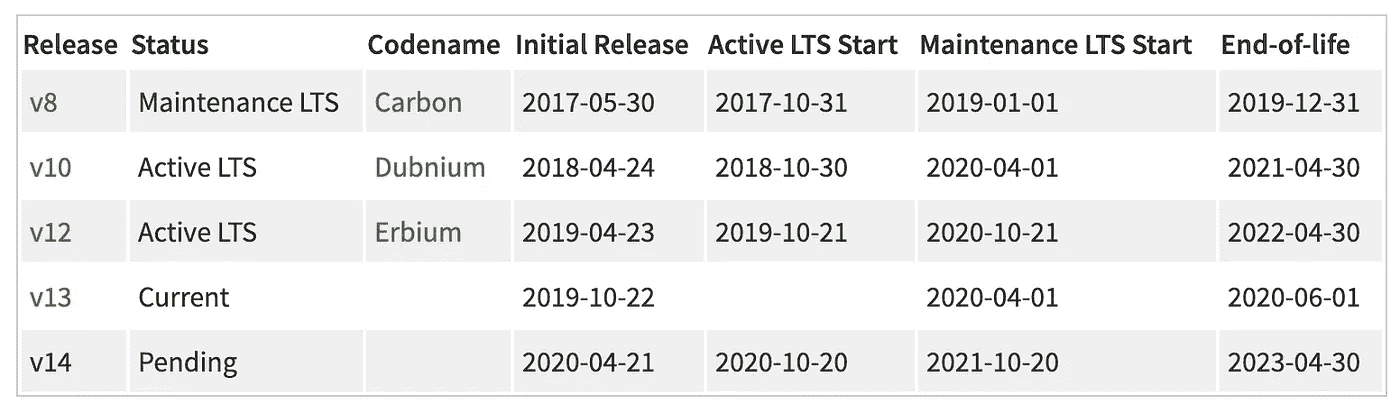 Release Status Codename Initial Release Active LTS Start Maintenance LTS Start End-of-life
v8 Maintenance LTS Carbon 2017-05-30 2017-10-31 2019-01-01 2019-12-31
v10 Active LTS Dubnium 2018-04-24 2018-10-30 2020-04-01 2021-04-30
v12 Active LTS Erbium 2019-04-23 2019-10-21 2020-10-21 2022-04-30
v13 Current 2019-10-22 2020-04-01 2020-06-01
v14 Pending 2020-04-21 2020-10-20 2021-10-20 2023-04-30